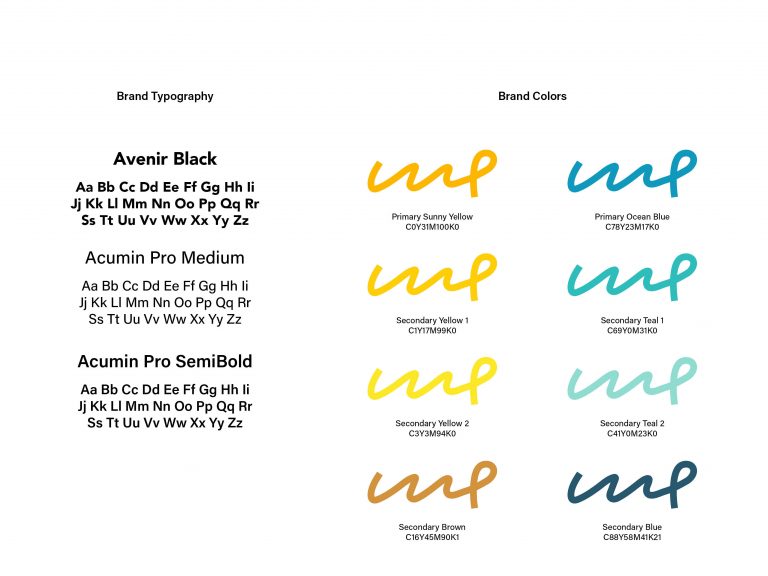 Brand Typography
Avenir Black
Aa Bb Cc Dd Ee Ff Gg Hh Ii
Jj Kk Ll Mm Nn Oo Pp Qq Rr
Ss Tt Uu Vv Ww Xx Yy Zz
Acumin Pro Medium
Aa Bb Cc Dd Ee Ff Gg Hh Ii
Jj Kk Ll Mm Nn Oo Pp Qq Rr
Ss Tt Uu Vv Ww Xx Yy Zz
Acumin Pro SemiBold
Aa Bb Cc Dd Ee Ff Gg Hh Ii
Jj Kk Ll Mm Nn Oo Pp Qq Rr
Ss Tt Uu Vv Ww Xx Yy Zz
Brand Colors
Primary Sunny Yellow
C0Y31M100K0
Primary Ocean Blue
C78Y23M17K0
Secondary Yellow 1
C1Y17M99K0
Secondary Teal 1
C69Y0M31K0
Secondary Yellow 2
C3Y3M94K0
Secondary Teal 2
C41Y0M23K0
Secondary Brown
C16Y45M90K1
Secondary Blue
C88Y58M41K21